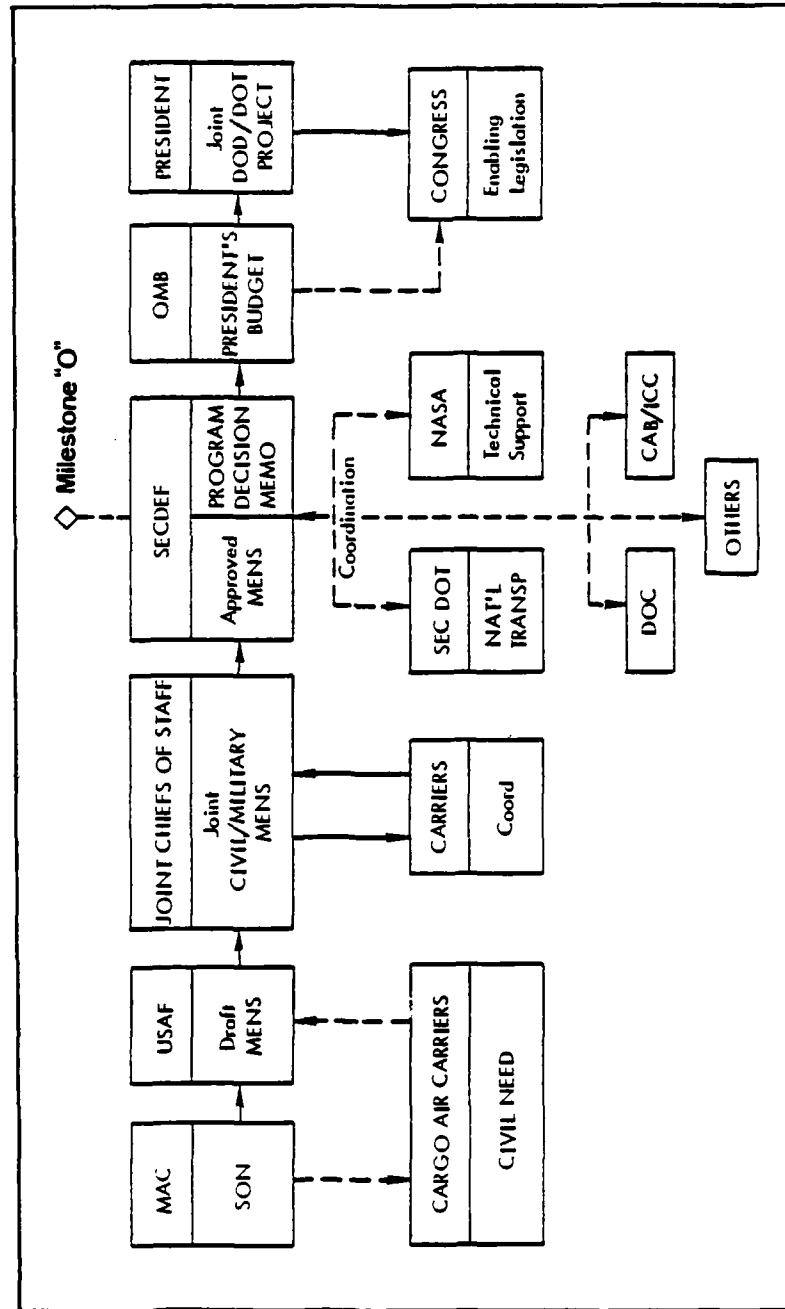 Milestone "O"
MAC
SON
USAF
Draft
MENS
JOINT CHIEFS OF STAFF
Joint
CIVIL/MILITARY
MENS
SECDEF
Approved
MENS
PROGRAM
DECISION
MEMO
OMB
PRESIDENT'S
BUDGET
PRESIDENT
Joint
DOD/DOT
PROJECT
CARGO AIR CARRIERS
CIVIL NEED
CARRIERS
Coord
Coordination
SEC DOT
NAT'L
TRANSP
NASA
Technical
Support
CONGRESS
Enabling
Legislation
DOC
CAB/ICC
OTHERS